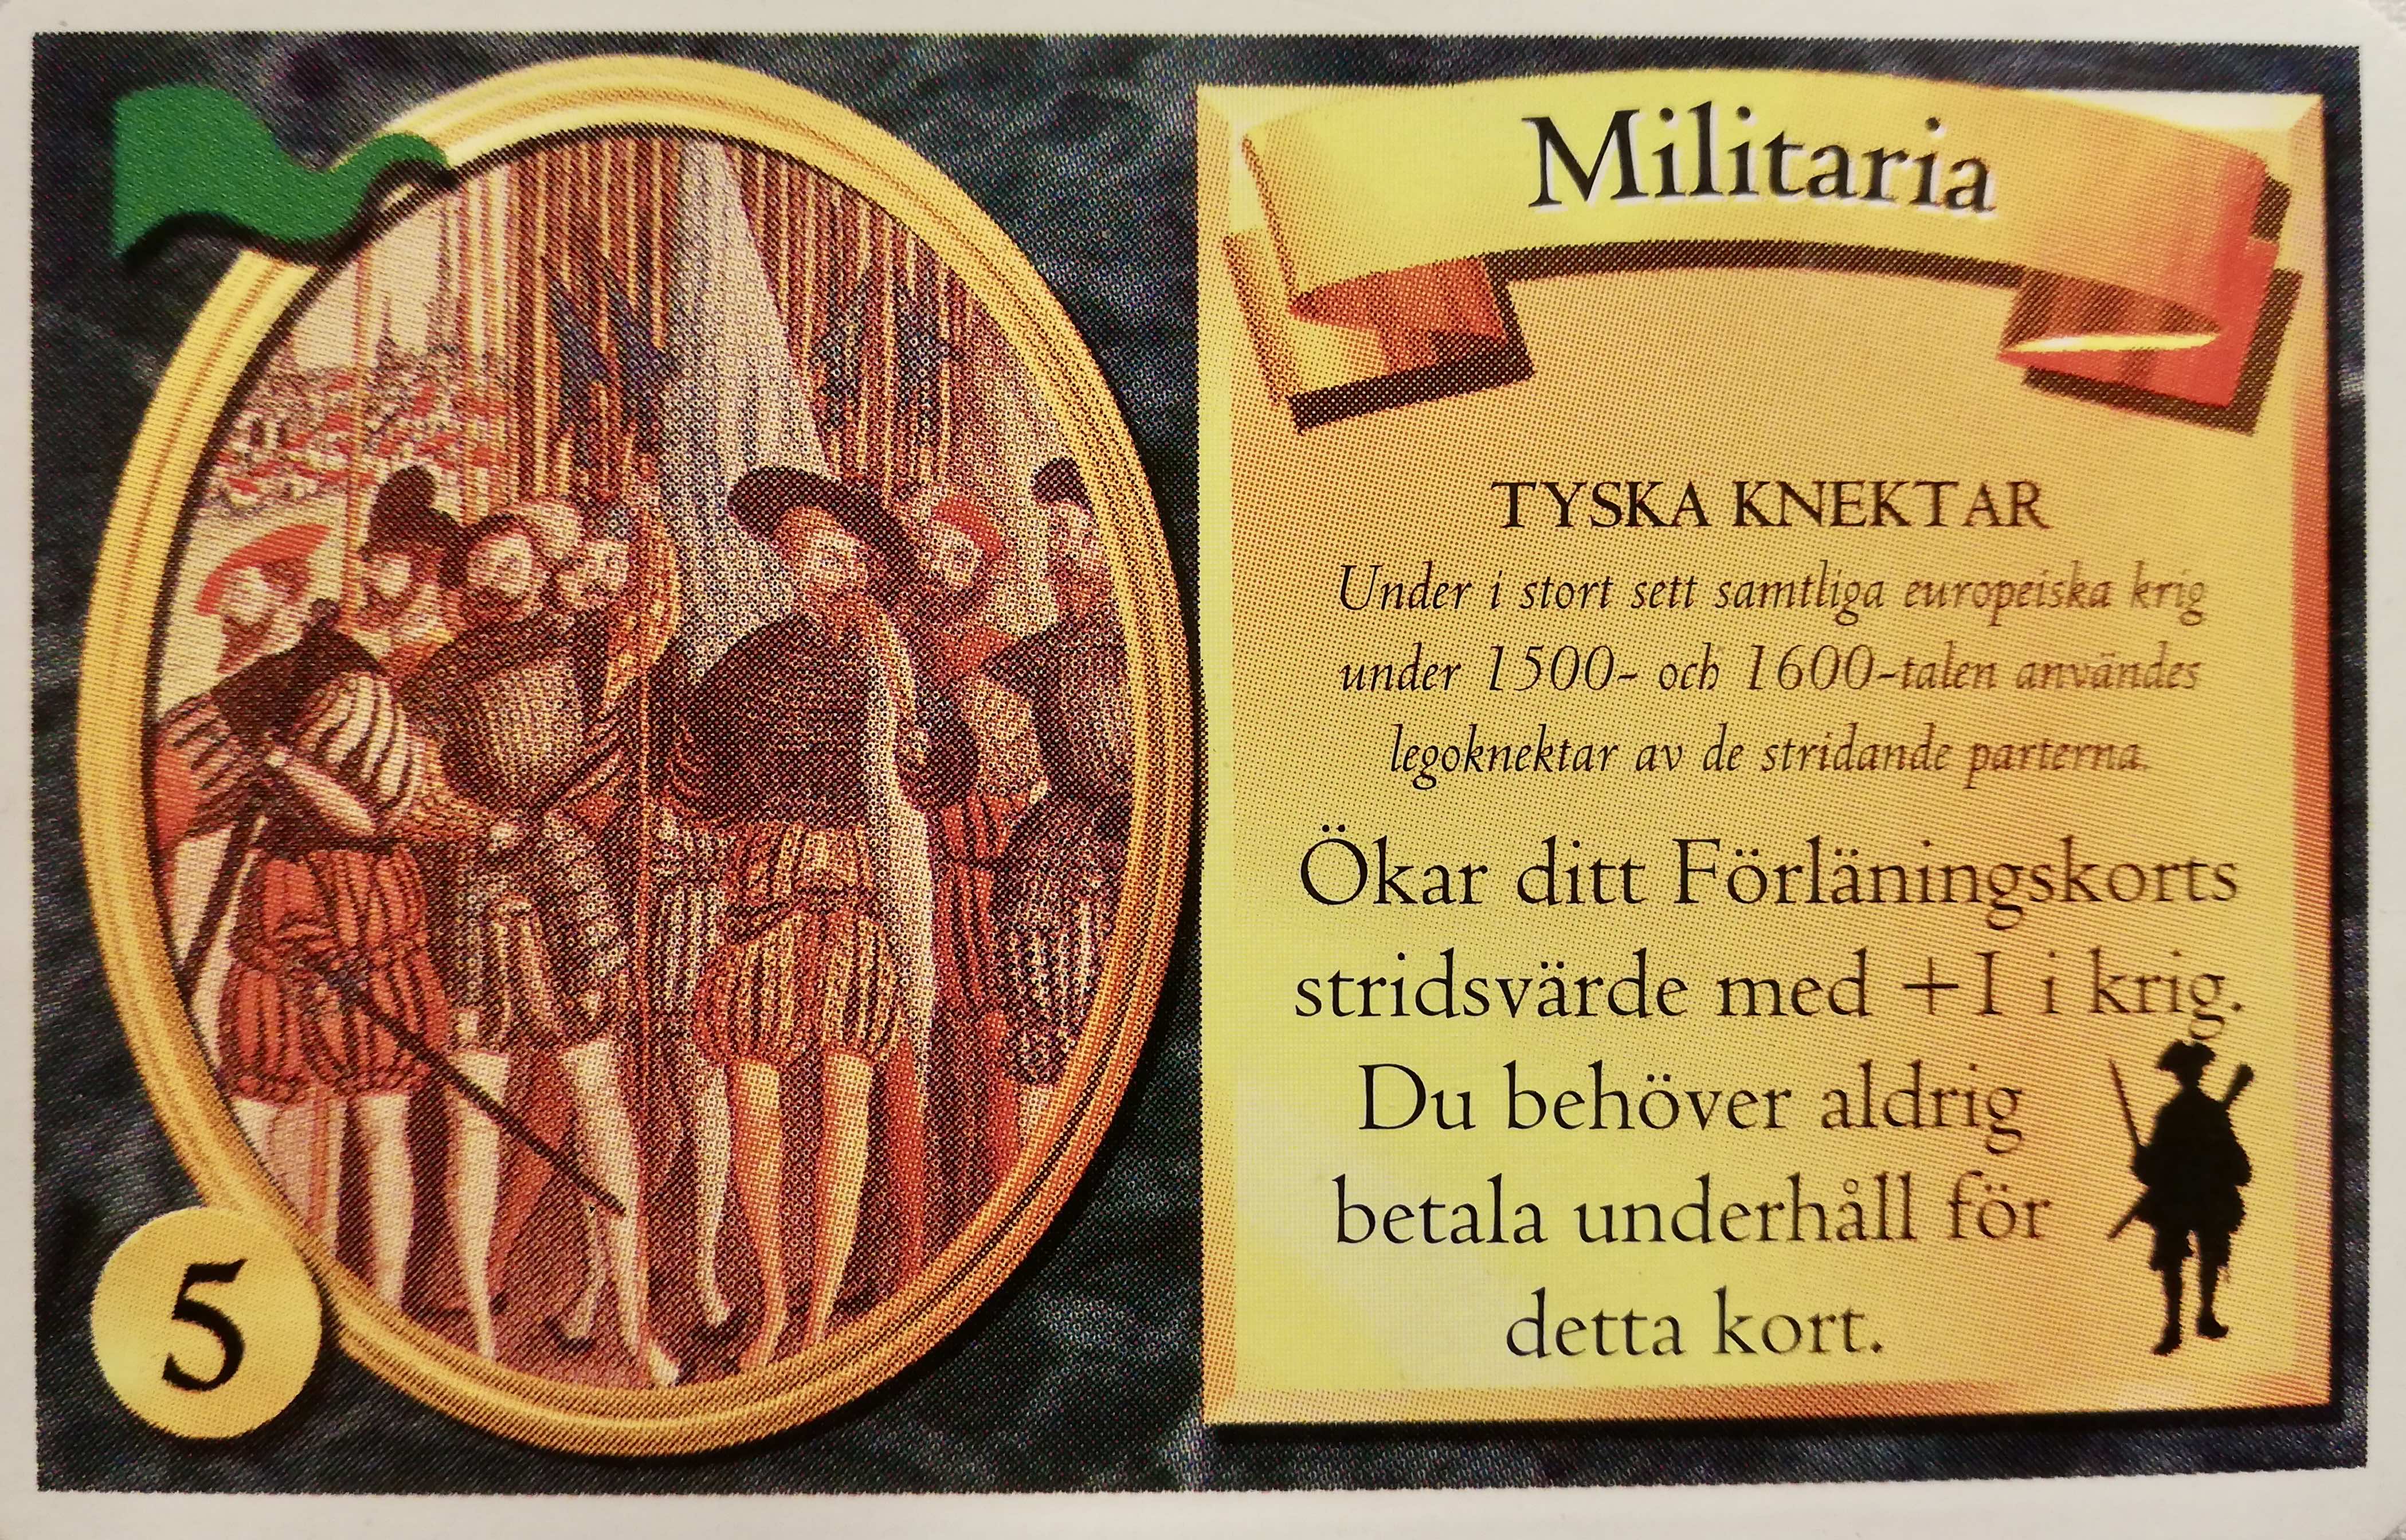 Militaria
TYSKA KNEKTAR
Under i stort sett samtliga europeiska krig
under 1500- och 1600-talen användes
legoknektar av de stridande parterna.
Ökar ditt Förläningskorts
stridsvärde med +1 i krig.
Du behöver aldrig
betala underhåll för
detta kort.
5